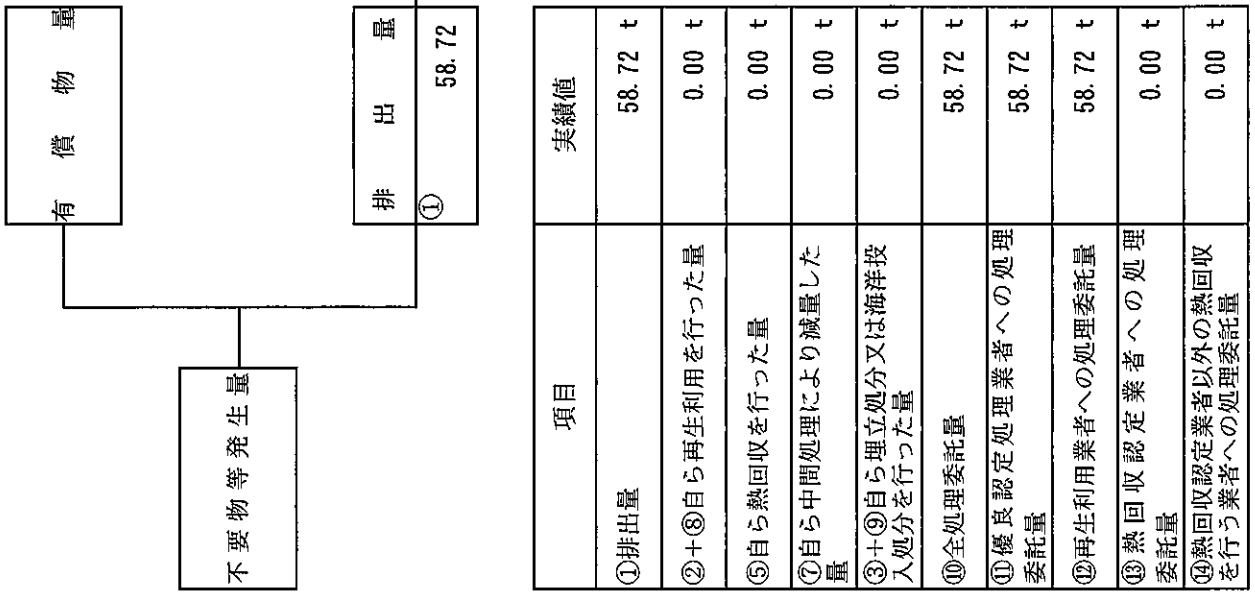 有償物量
排出量
① 58.72
不要物等発生量
項目 実績値
①排出量 58.72 t
②+⑧自ら再生利用を行った量 0.00 t
⑤自ら熱回収を行った量 0.00 t
⑦自ら中間処理により減量した
量 0.00 t
③+⑨自ら埋立処分又は海洋投
入処分を行った量 0.00 t
⑩全処理委託量 58.72 t
⑪優良認定処理業者への処理
委託量 58.72 t
⑫再生利用業者への処理委託量 58.72 t
⑬熱回収認定業者への処理
委託量 0.00 t
⑭熱回収認定業者以外の熱回収
を行う業者への処理委託量 0.00 t